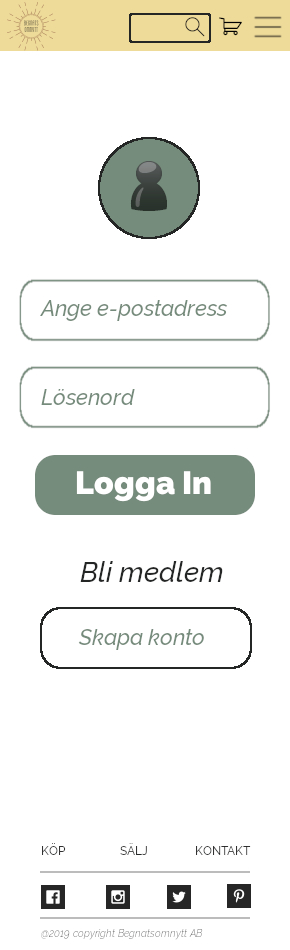 Ange e-postadress
Lösenord
Logga In
Bli medlem
Skapa konto
KÖP SÄLJ KONTAKT
@2019 copyright Begnatsomnytt AB